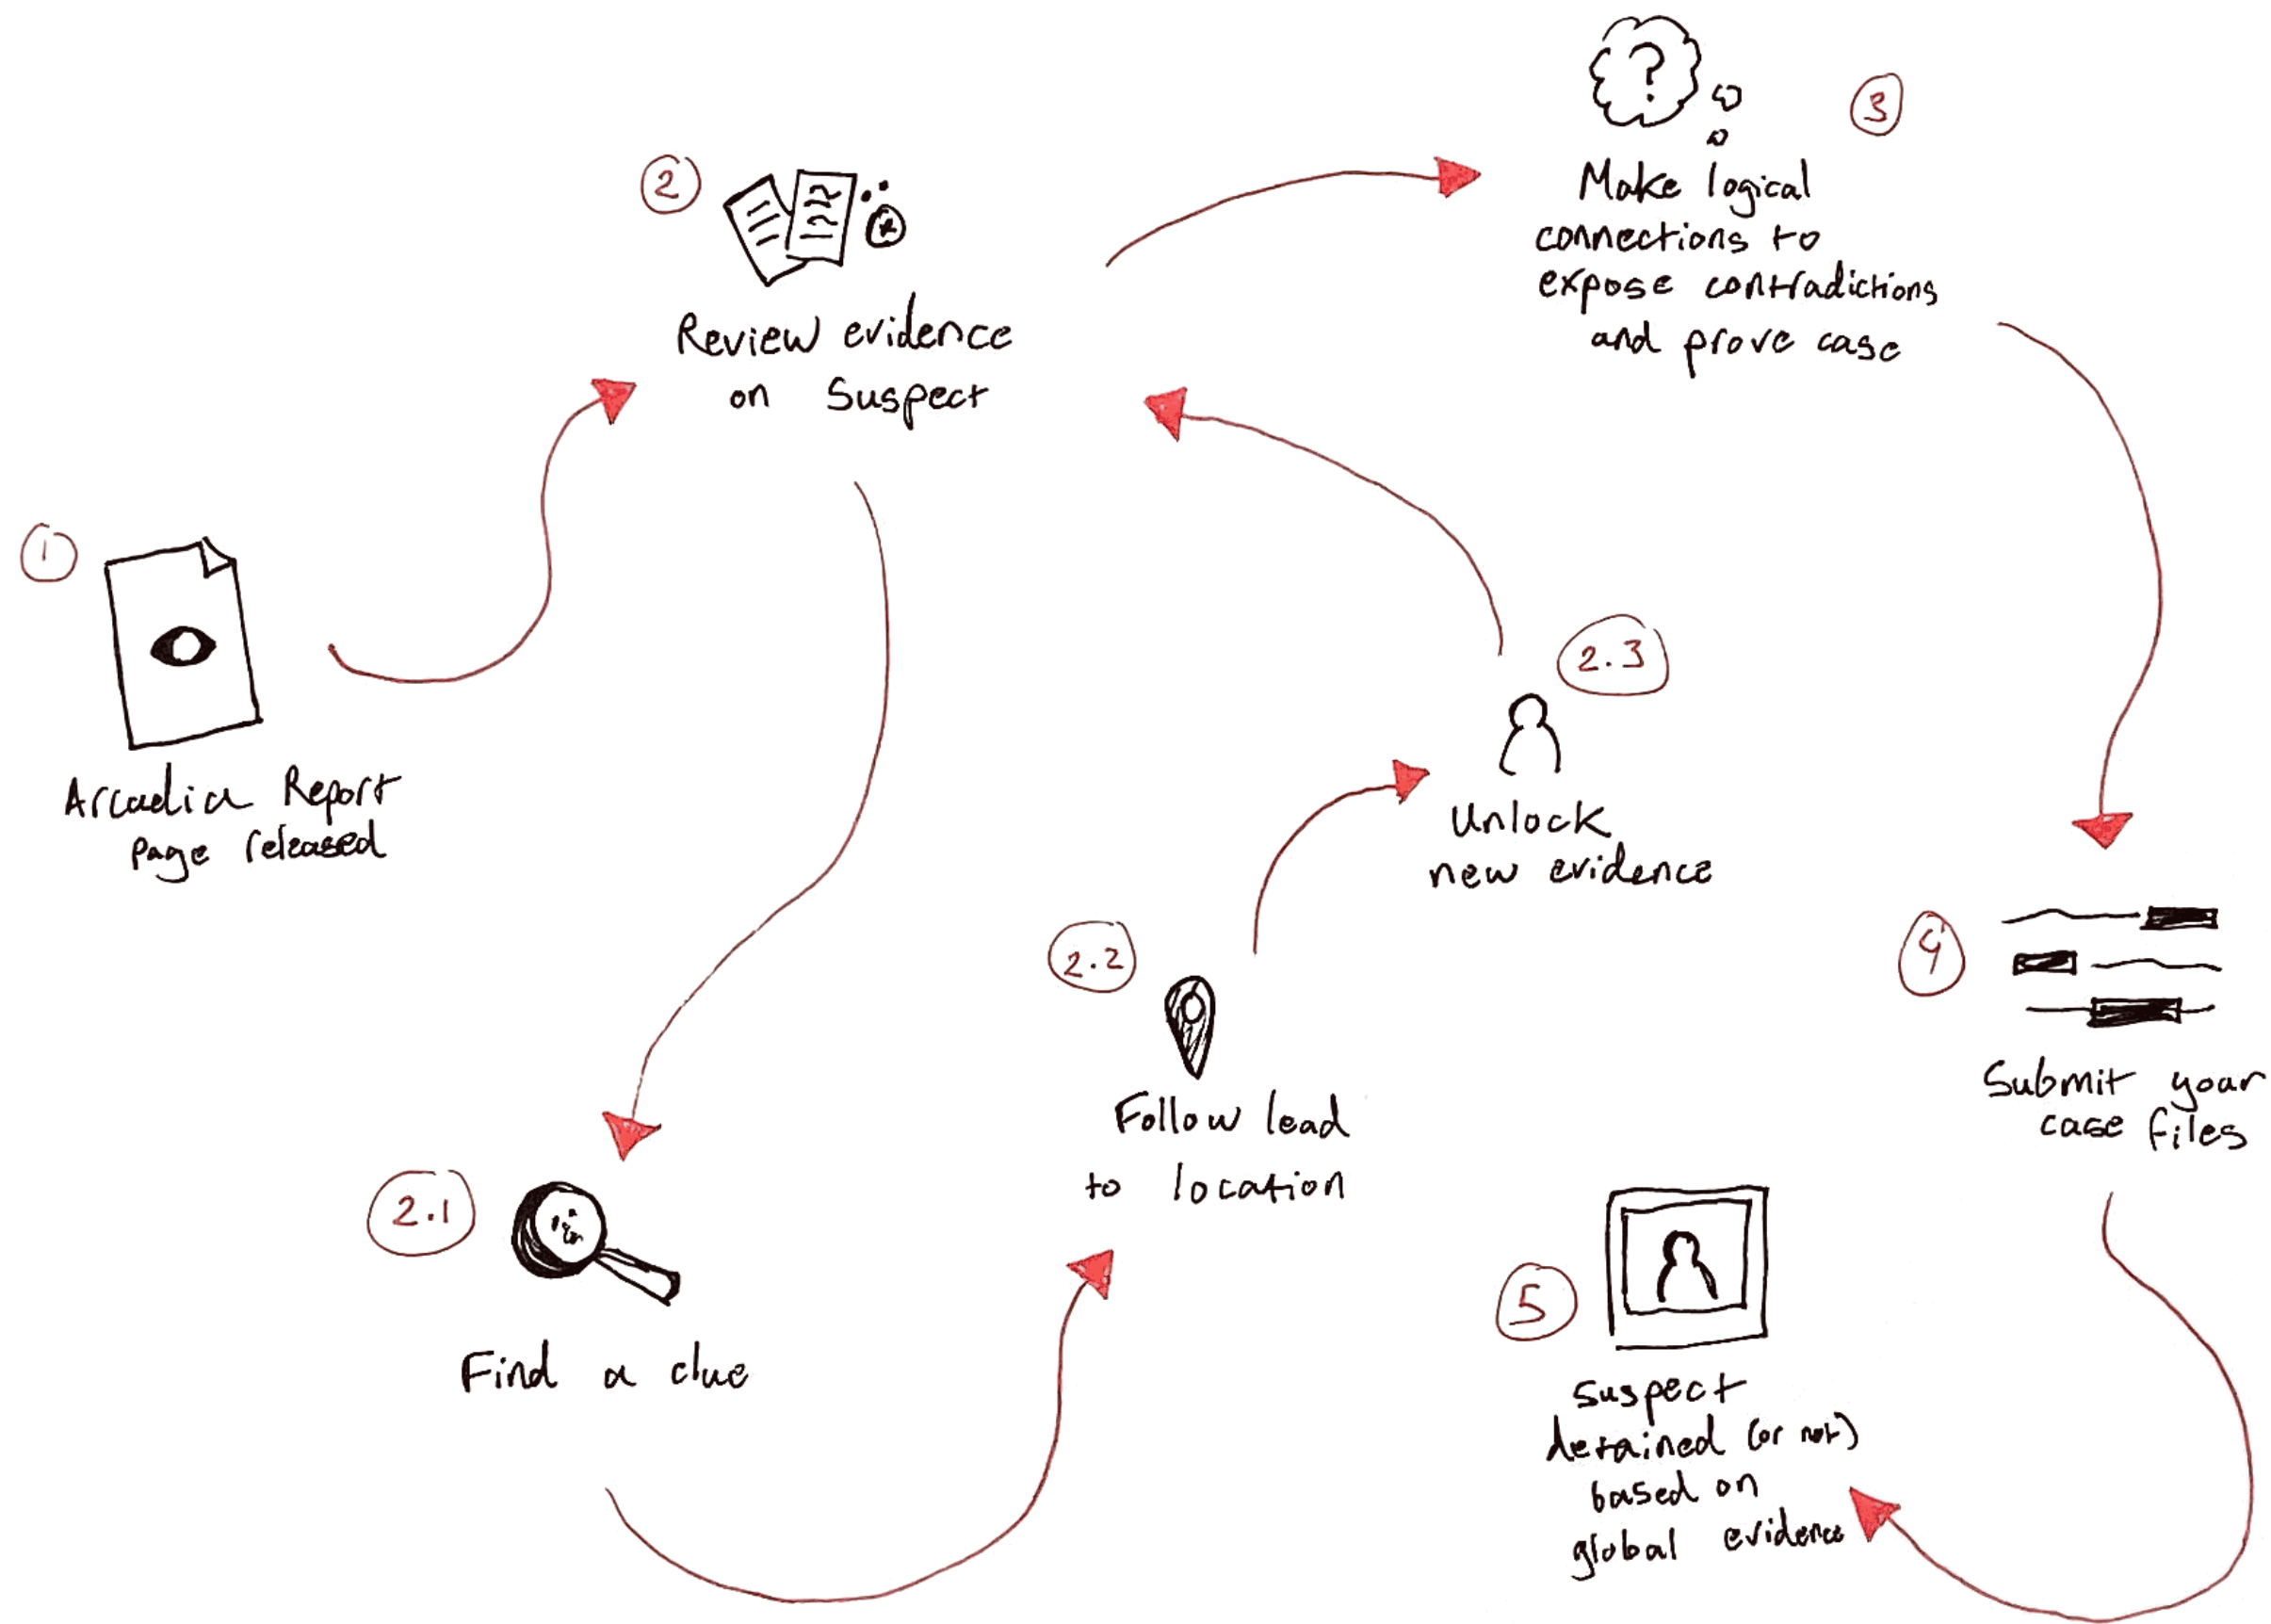 1
Arcadia Report
page released
2
Review evidence
on Suspect
2.1
Find a clue
2.2
Follow lead
to location
2.3
Unlock
new evidence
?
3
Make logical
connections to
expose contradictions
and prove case
4
Submit your
case files
5
Suspect
detained (or not)
based on
global evidence